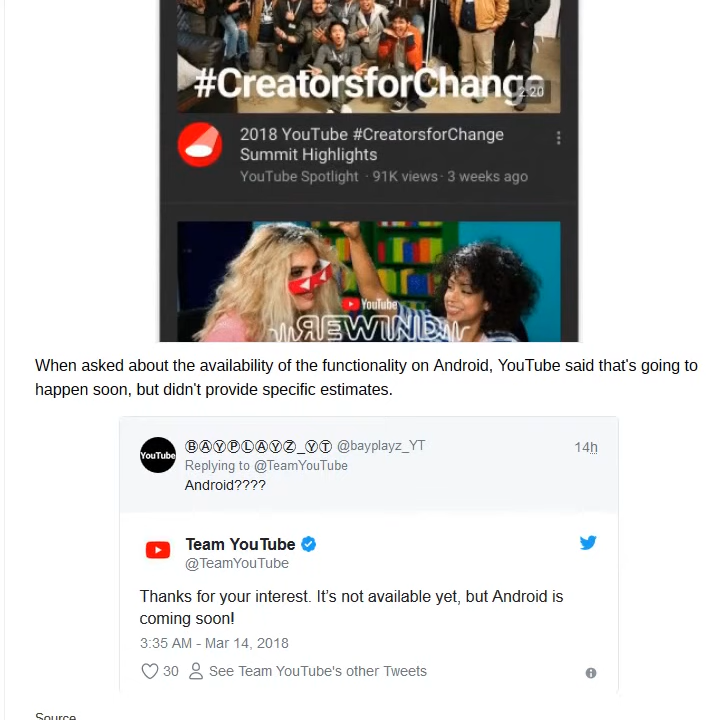 #CreatorsforChange
2:20
2018 YouTube #CreatorsforChange
Summit Highlights
YouTube Spotlight · 91K views · 3 weeks ago
YouTube
REWIND
When asked about the availability of the functionality on Android, YouTube said that's going to
happen soon, but didn't provide specific estimates.
YouTube
ⒷⒶⓎⓅⓁⒶⓎⓏ_ⓎⓉ @bayplayz_YT
14h
Replying to @TeamYouTube
Android????
Team YouTube
@TeamYouTube
Thanks for your interest. It’s not available yet, but Android is
coming soon!
3:35 AM - Mar 14, 2018
30 See Team YouTube's other Tweets
Source